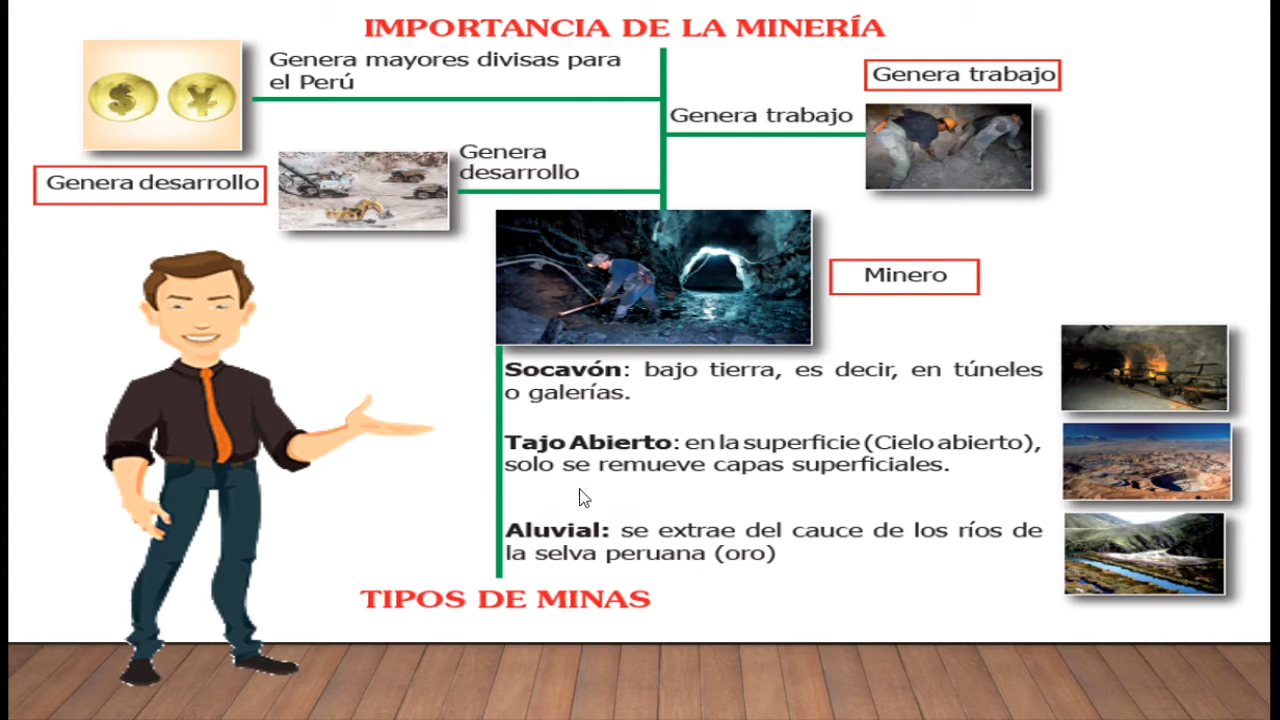 IMPORTANCIA DE LA MINERÍA
Genera mayores divisas para
el Perú
Genera trabajo
Genera trabajo
Genera
desarrollo
Genera desarrollo
Minero
Socavón: bajo tierra, es decir, en túneles
o galerías.
Tajo Abierto: en la superficie (Cielo abierto),
solo se remueve capas superficiales.
Aluvial: se extrae del cauce de los ríos de
la selva peruana (oro)
TIPOS DE MINAS